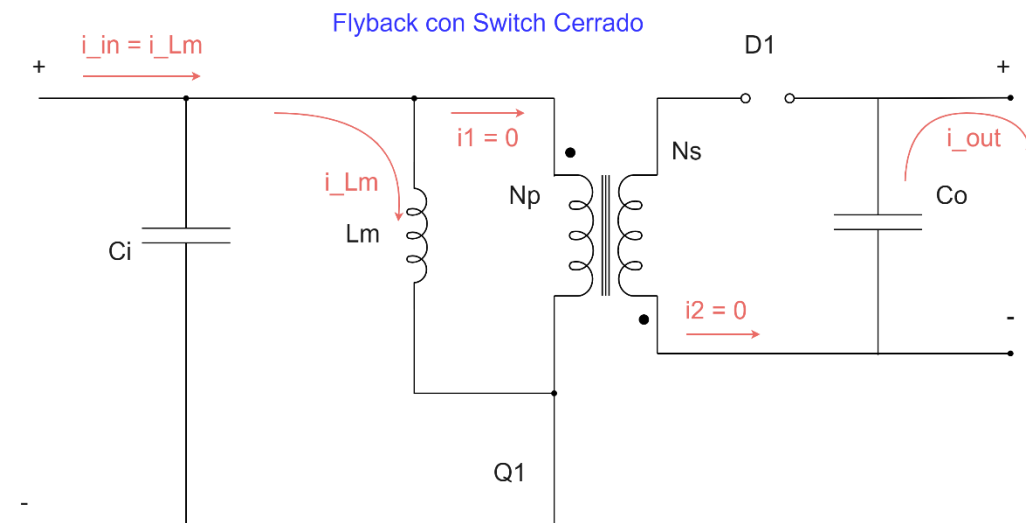 Flyback con Switch Cerrado
i_in = i_Lm
D1
+
+
i1 = 0
i_out
Ns
i_Lm
Np
Co
Lm
Ci
i2 = 0
-
Q1
-